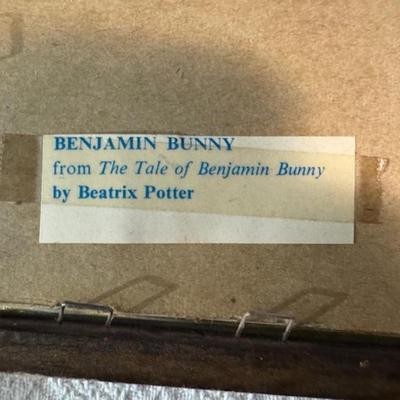 BENJAMIN BUNNY
from The Tale of Benjamin Bunny
by Beatrix Potter